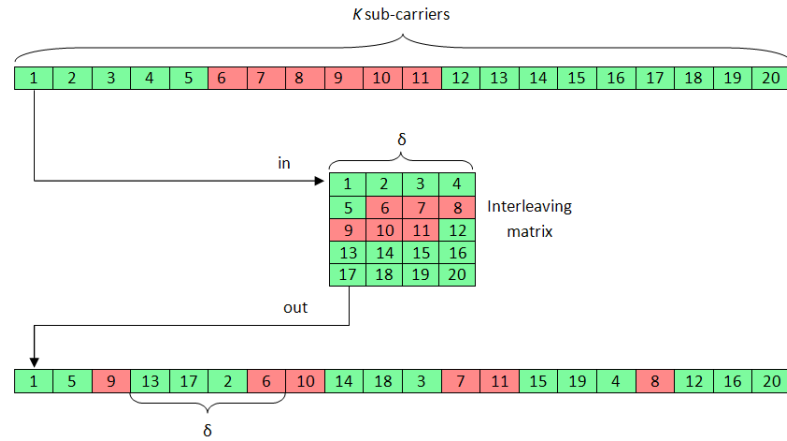 K sub-carriers
1 2 3 4 5 6 7 8 9 10 11 12 13 14 15 16 17 18 19 20
δ
in
1 2 3 4
5 6 7 8
9 10 11 12
13 14 15 16
17 18 19 20
Interleaving
matrix
out
1 5 9 13 17 2 6 10 14 18 3 7 11 15 19 4 8 12 16 20
δ